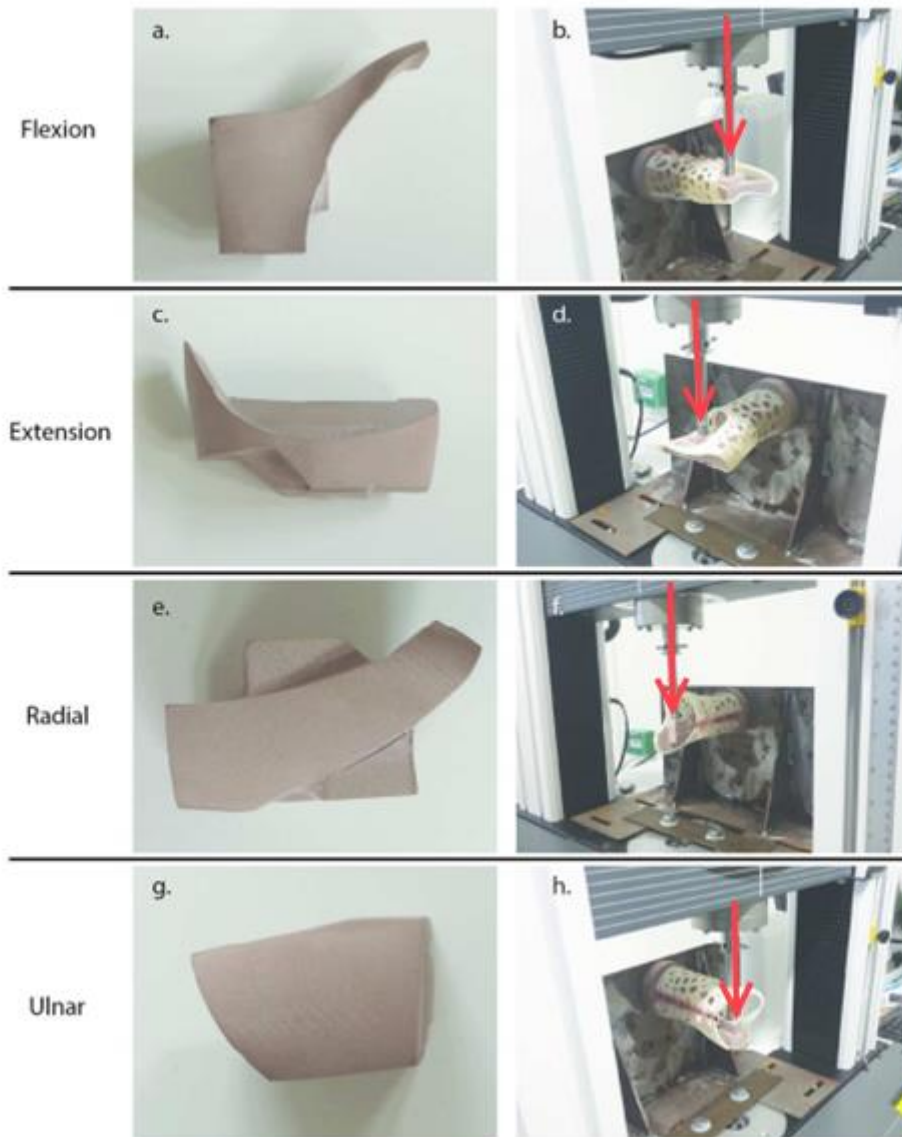 a.
b.
Flexion
c.
d.
Extension
e.
f.
Radial
g.
h.
Ulnar